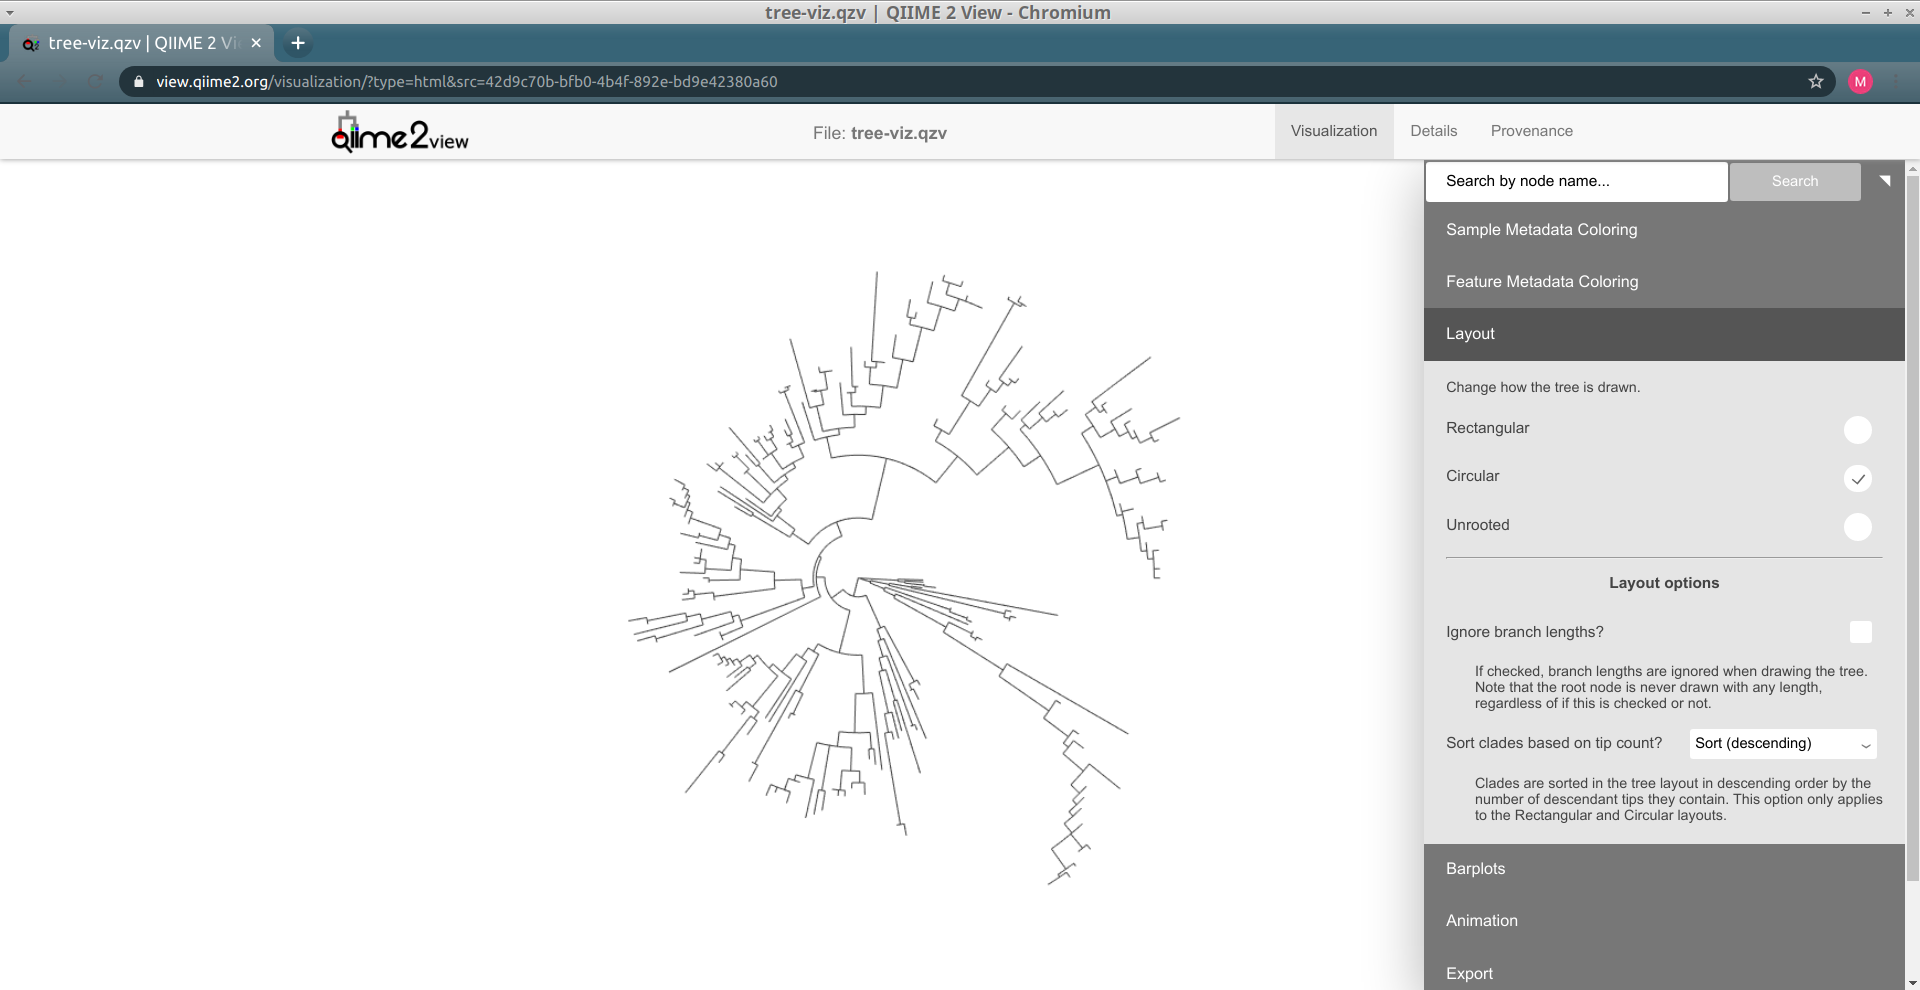 tree-viz.qzv | QIIME 2 View - Chromium
tree-viz.qzv | QIIME 2 Vi
view.qiime2.org/visualization/?type=html&src=42d9c70b-bfb0-4b4f-892e-bd9e42380a60
M
qiime2view
File: tree-viz.qzv
Visualization
Details
Provenance
Search by node name...
Search
Sample Metadata Coloring
Feature Metadata Coloring
Layout
Change how the tree is drawn.
Rectangular
Circular
Unrooted
Layout options
Ignore branch lengths?
If checked, branch lengths are ignored when drawing the tree.
Note that the root node is never drawn with any length,
regardless of if this is checked or not.
Sort clades based on tip count?
Sort (descending)
Clades are sorted in the tree layout in descending order by the
number of descendant tips they contain. This option only applies
to the Rectangular and Circular layouts.
Barplots
Animation
Export